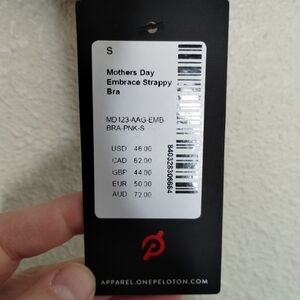 S
Mothers Day
Embrace Strappy
Bra
MD123-AAG-EMB-
BRA-PNK-S
USD 46.00
CAD 62.00
GBP 44.00
EUR 50.00
AUD 72.00
840328306684
APPAREL.ONEPELOTON.COM